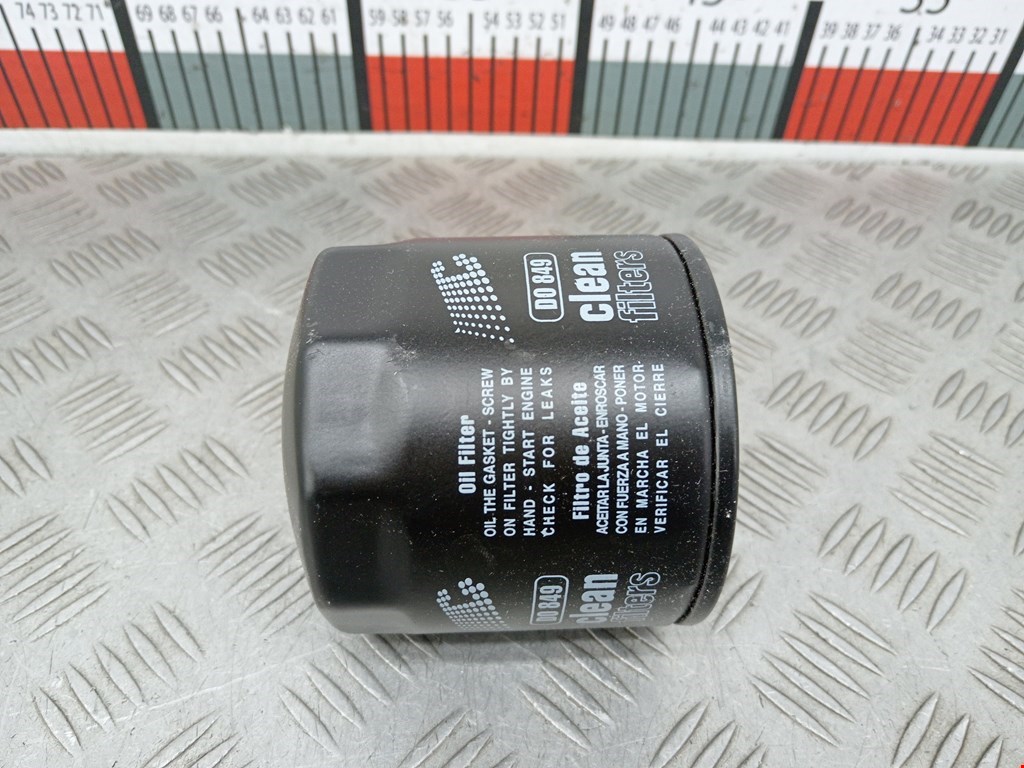 74 73 72 71 69 68 67 66 64 63 62 61 59 58 57 56 54 53 52 51 49 48 47 46 44 43 42 41 39 38 37 36 34 33 32 31
DO 849
clean
filters
Oil Filter
OIL THE GASKET - SCREW
ON FILTER TIGHTLY BY
HAND - START ENGINE
CHECK FOR LEAKS
Filtro de Aceite
ACEITAR LA JUNTA - ENROSCAR
CON FUERZA A MANO - PONER
EN MARCHA EL MOTOR.
VERIFICAR EL CIERRE
DO 849
clean
filters